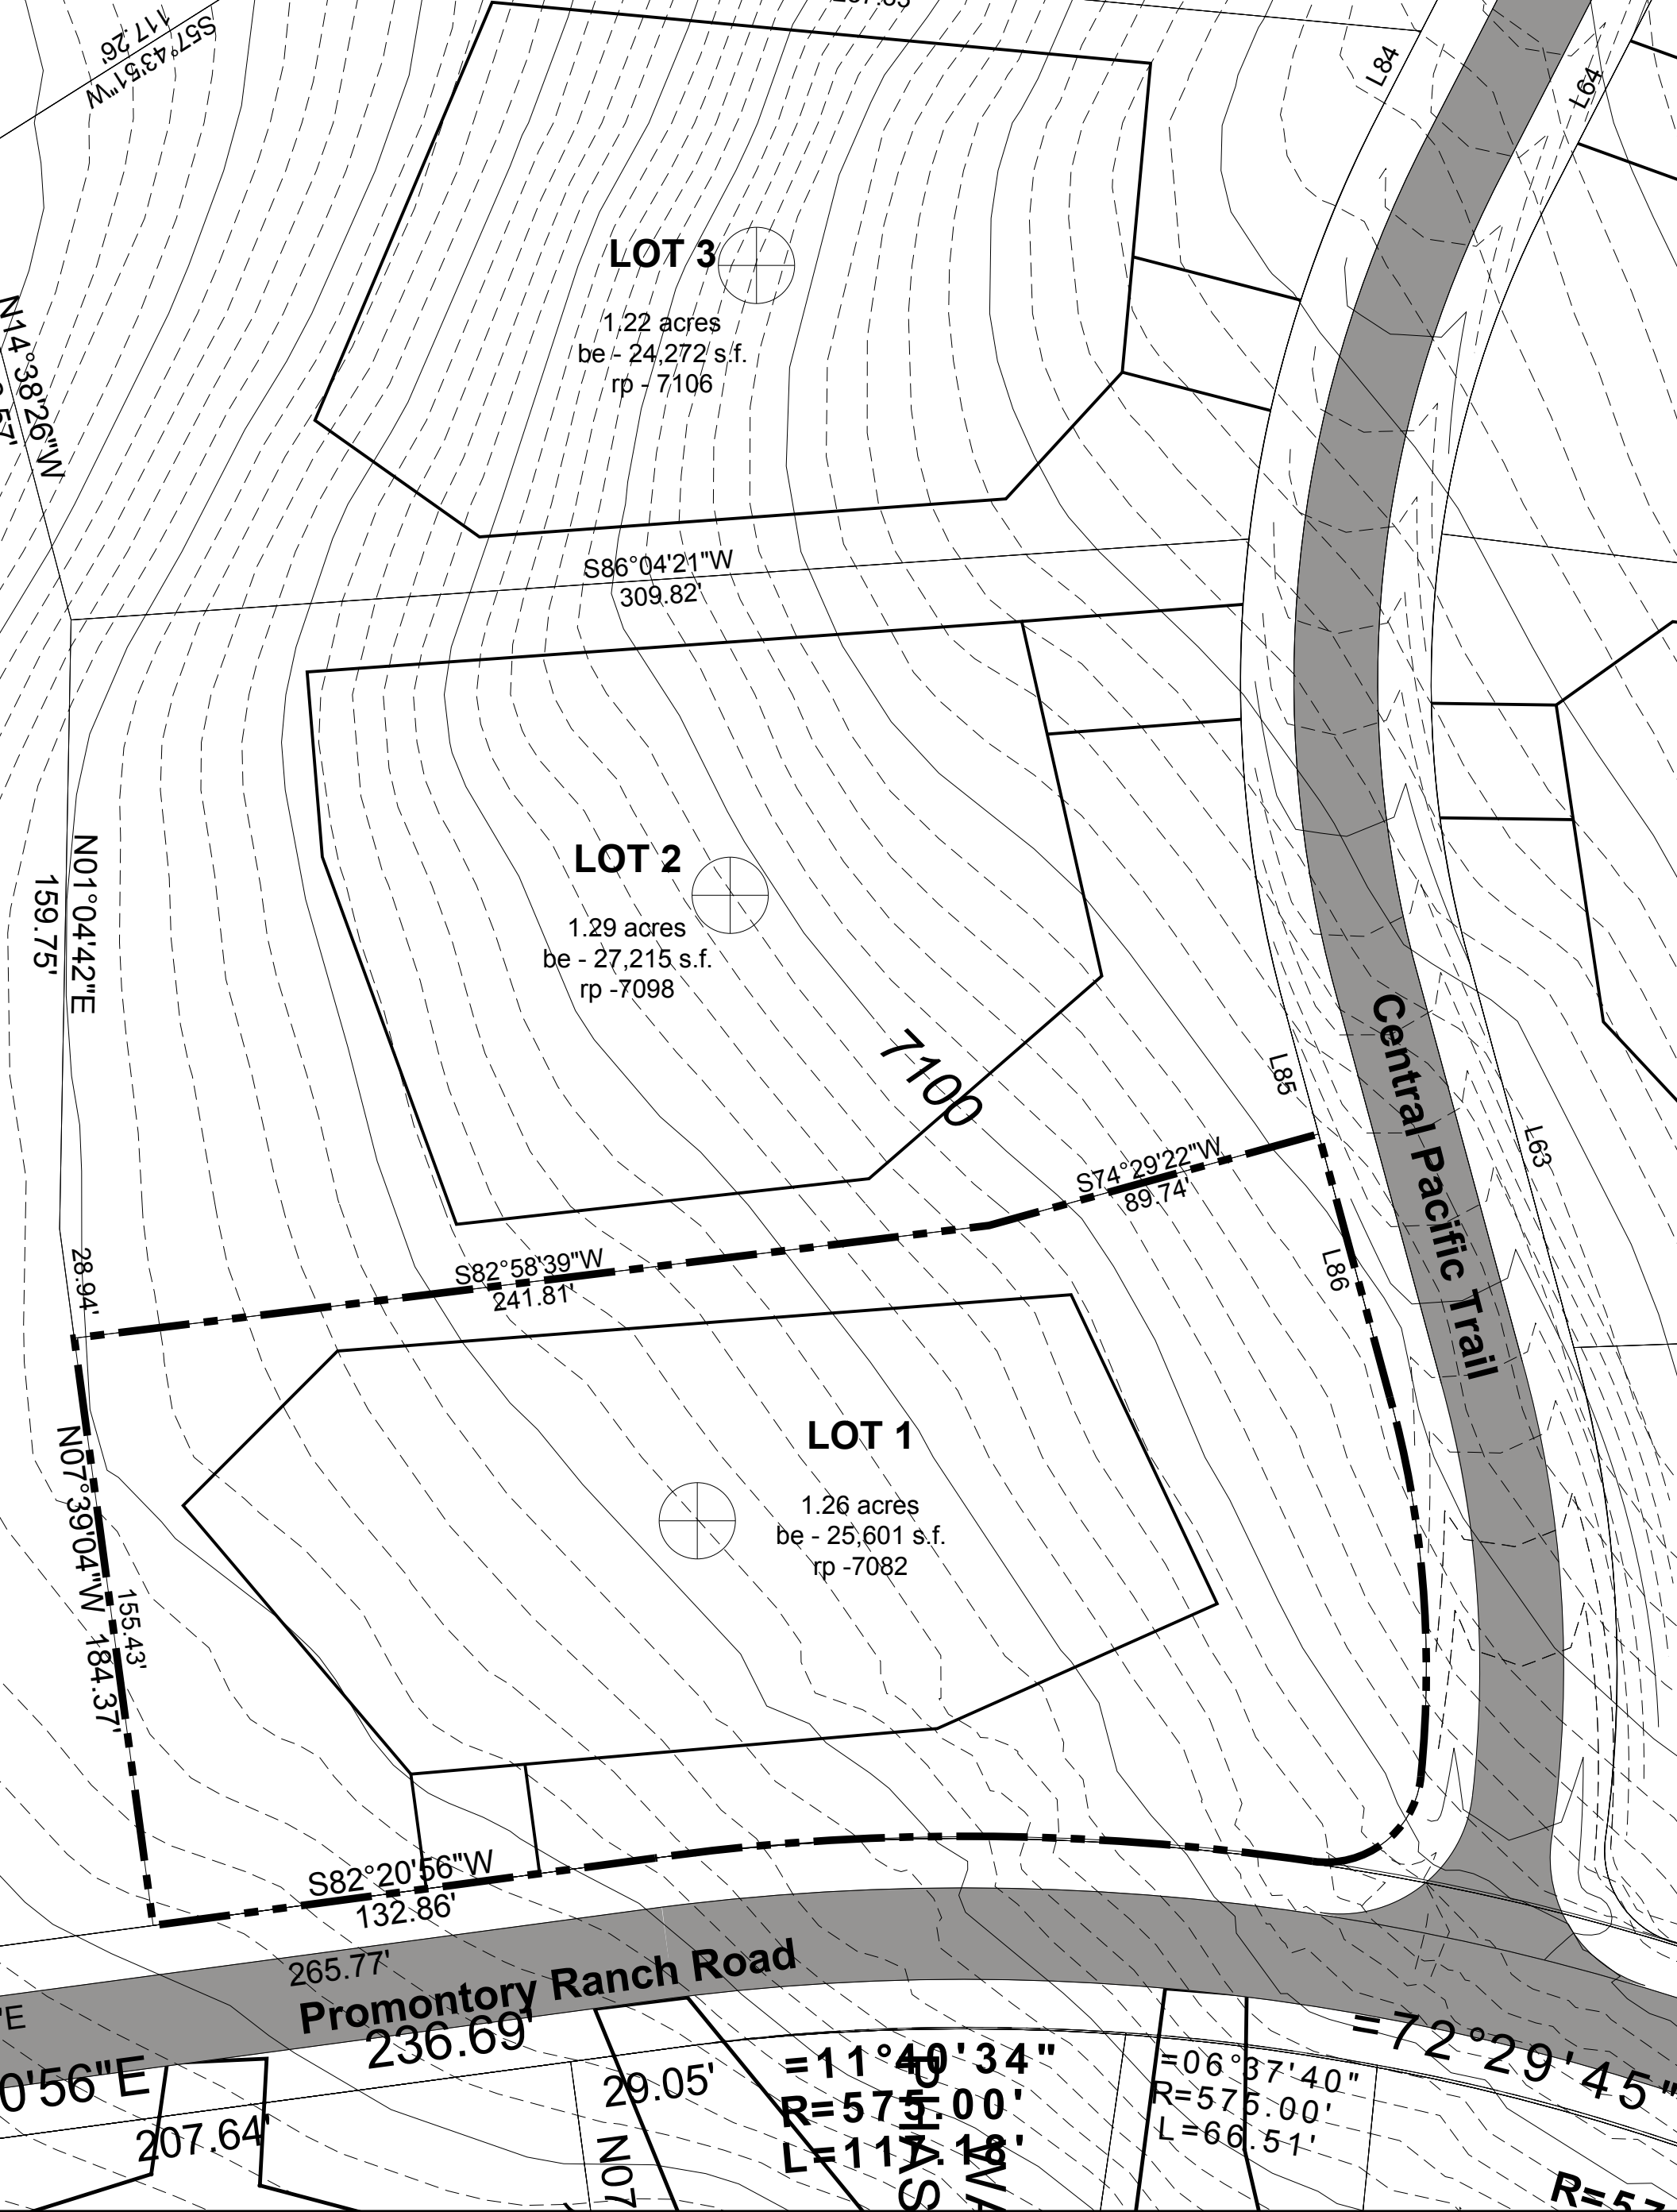 S57°43'51"W
117.26'
L84
L64
LOT 3
1.22 acres
be - 24,272 s.f.
rp - 7106
N14°38'26"W
S86°04'21"W
309.82'
LOT 2
1.29 acres
be - 27,215 s.f.
rp -7098
N01°04'42"E
159.75'
7100
L85
Central Pacific Trail
L63
S74°29'22"W
89.74'
28.94'
S82°58'39"W
241.81'
L86
LOT 1
1.26 acres
be - 25,601 s.f.
rp -7082
N07°39'04"W 184.37'
155.43'
S82°20'56"W
132.86'
265.77'
Promontory Ranch Road
236.69'
0'56"E
207.64'
29.05'
N07
=11°40'34"
R=575.00'
L=117.18'
=06°37'40"
R=575.00'
L=66.51'
=72°29'45"